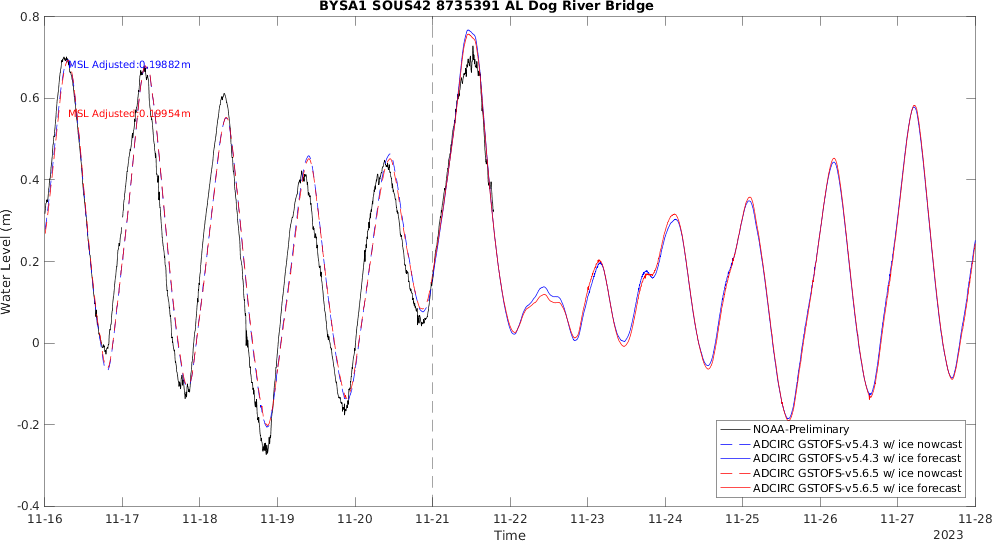 BYSA1 SOUS42 8735391 AL Dog River Bridge
0.8
0.6
0.4
0.2
0
-0.2
-0.4
Water Level (m)
MSL Adjusted:0.19882m
MSL Adjusted:0.19954m
NOAA-Preliminary
ADCIRC GSTOFS-v5.4.3 w/ ice nowcast
ADCIRC GSTOFS-v5.4.3 w/ ice forecast
ADCIRC GSTOFS-v5.6.5 w/ ice nowcast
ADCIRC GSTOFS-v5.6.5 w/ ice forecast
11-16 11-17 11-18 11-19 11-20 11-21 11-22 11-23 11-24 11-25 11-26 11-27 11-28
Time
2023